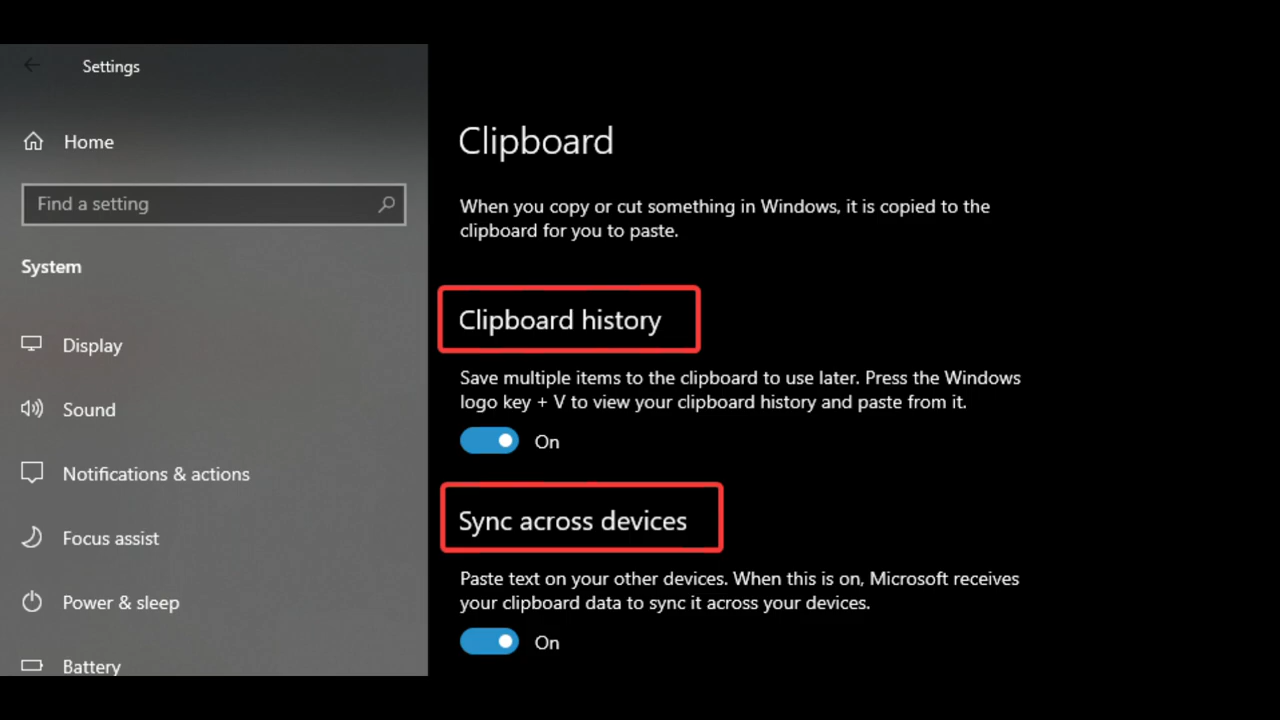 Settings
Home
Find a setting
System
Display
Sound
Notifications & actions
Focus assist
Power & sleep
Battery
Clipboard
When you copy or cut something in Windows, it is copied to the
clipboard for you to paste.
Clipboard history
Save multiple items to the clipboard to use later. Press the Windows
logo key + V to view your clipboard history and paste from it.
On
Sync across devices
Paste text on your other devices. When this is on, Microsoft receives
your clipboard data to sync it across your devices.
On